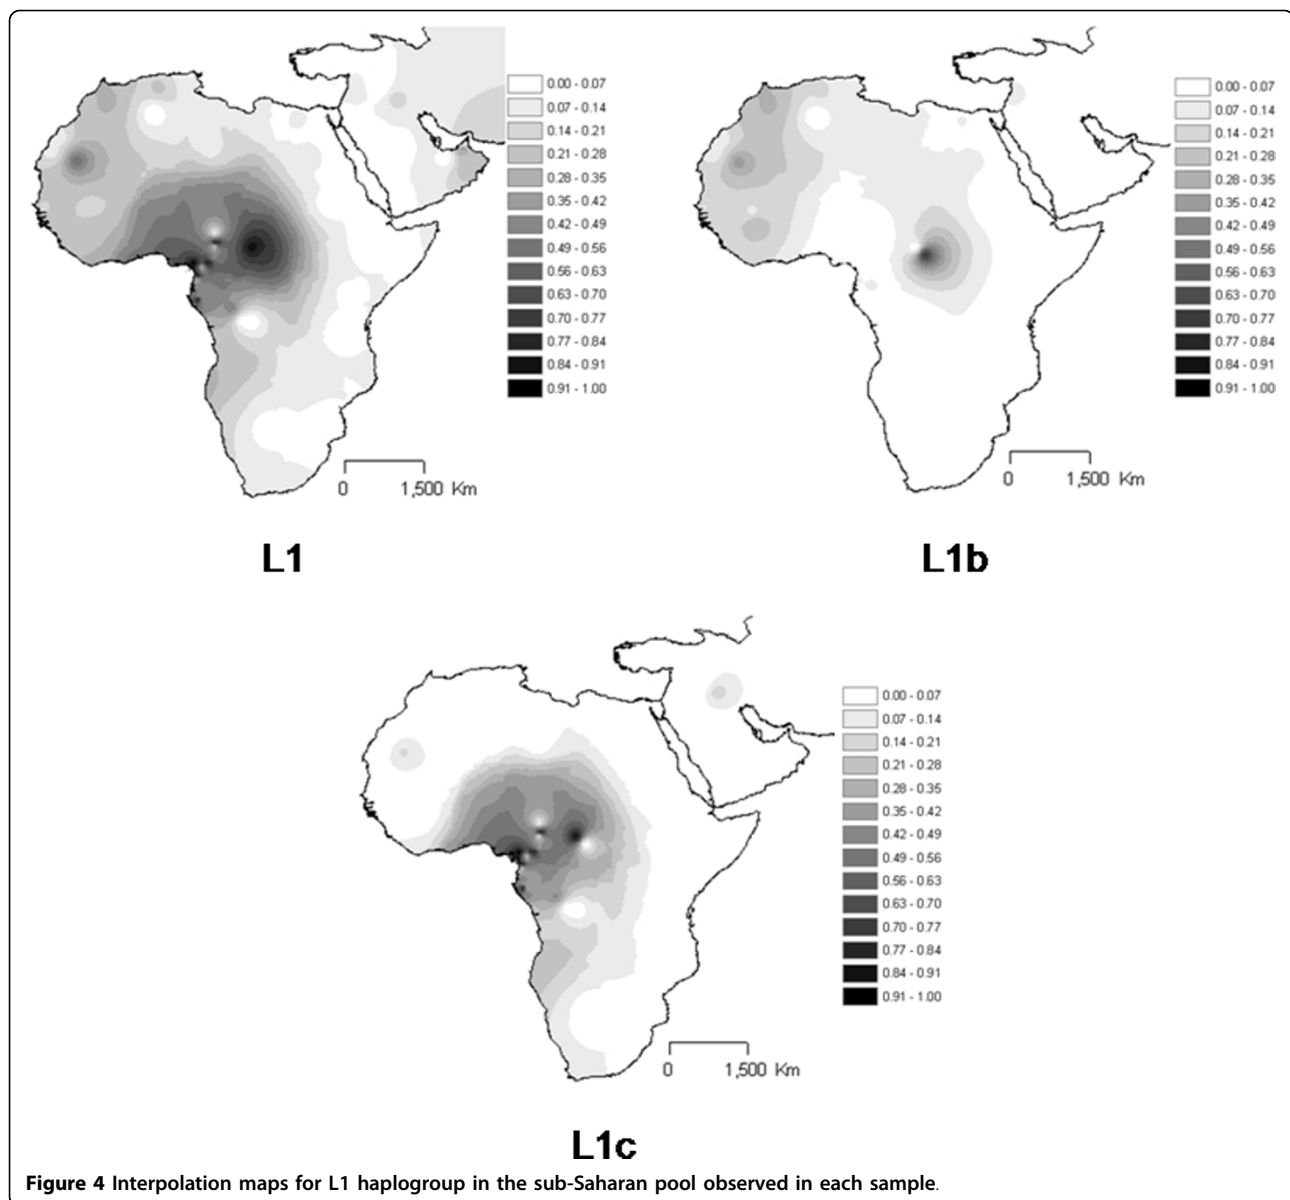 0.00 - 0.07
0.07 - 0.14
0.14 - 0.21
0.21 - 0.28
0.28 - 0.35
0.35 - 0.42
0.42 - 0.49
0.49 - 0.56
0.56 - 0.63
0.63 - 0.70
0.70 - 0.77
0.77 - 0.84
0.84 - 0.91
0.91 - 1.00
0 1,500 Km
L1
0.00 - 0.07
0.07 - 0.14
0.14 - 0.21
0.21 - 0.28
0.28 - 0.35
0.35 - 0.42
0.42 - 0.49
0.49 - 0.56
0.56 - 0.63
0.63 - 0.70
0.70 - 0.77
0.77 - 0.84
0.84 - 0.91
0.91 - 1.00
0 1,500 Km
L1b
0.00 - 0.07
0.07 - 0.14
0.14 - 0.21
0.21 - 0.28
0.28 - 0.35
0.35 - 0.42
0.42 - 0.49
0.49 - 0.56
0.56 - 0.63
0.63 - 0.70
0.70 - 0.77
0.77 - 0.84
0.84 - 0.91
0.91 - 1.00
0 1,500 Km
L1c
Figure 4 Interpolation maps for L1 haplogroup in the sub-Saharan pool observed in each sample.